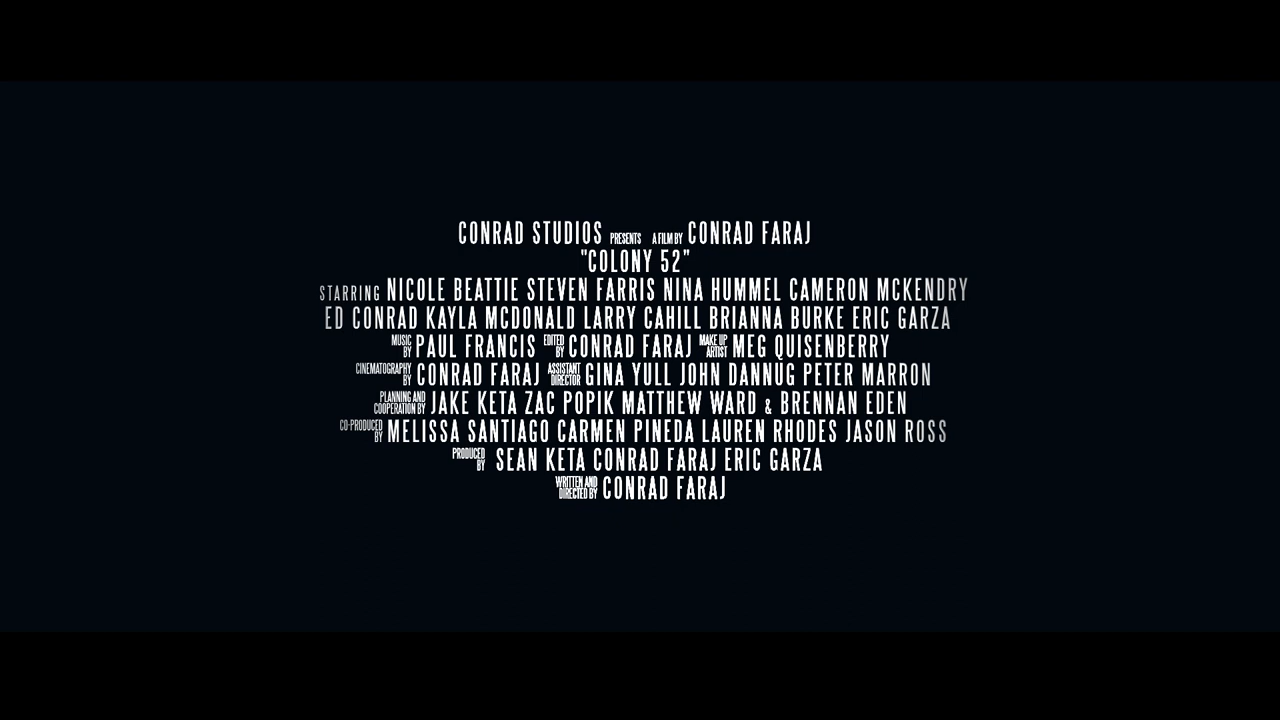 CONRAD STUDIOS PRESENTS A FILM BY CONRAD FARAJ
"COLONY 52"
STARRING NICOLE BEATTIE STEVEN FARRIS NINA HUMMEL CAMERON MCKENDRY
ED CONRAD KAYLA MCDONALD LARRY CAHILL BRIANNA BURKE ERIC GARZA
MUSIC BY PAUL FRANCIS EDITED BY CONRAD FARAJ MAKE UP ARTIST MEG QUISENBERRY
CINEMATOGRAPHY BY CONRAD FARAJ ASSISTANT DIRECTOR GINA YULL JOHN DANNUG PETER MARRON
PLANNING AND COOPERATION BY JAKE KETA ZAC POPIK MATTHEW WARD & BRENNAN EDEN
CO-PRODUCED BY MELISSA SANTIAGO CARMEN PINEDA LAUREN RHODES JASON ROSS
PRODUCED BY SEAN KETA CONRAD FARAJ ERIC GARZA
WRITTEN AND DIRECTED BY CONRAD FARAJ